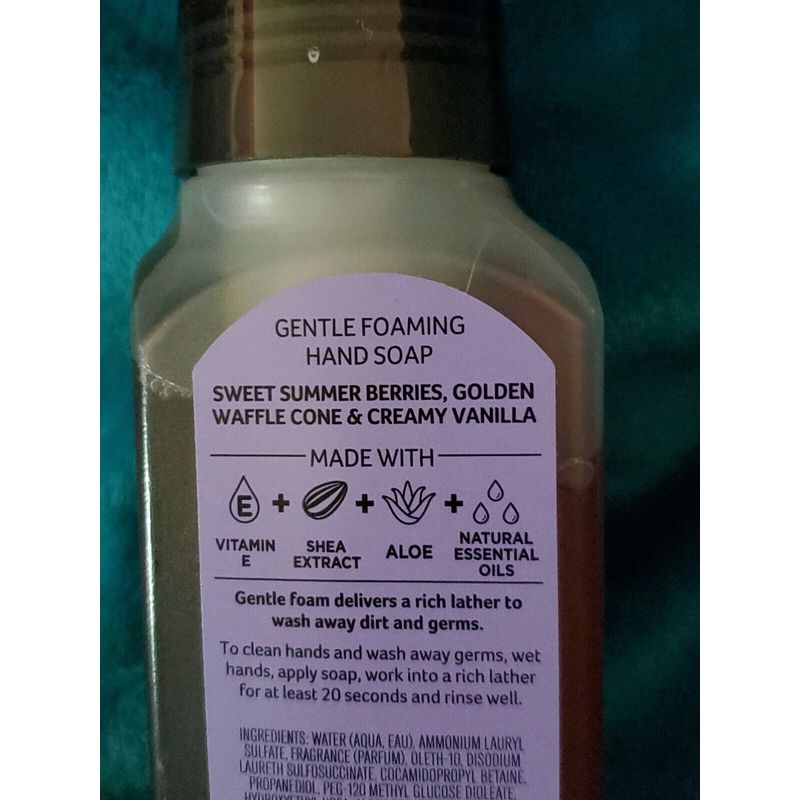 GENTLE FOAMING
HAND SOAP
SWEET SUMMER BERRIES, GOLDEN
WAFFLE CONE & CREAMY VANILLA
MADE WITH
E + + +
VITAMIN E
SHEA EXTRACT
ALOE
NATURAL ESSENTIAL OILS
Gentle foam delivers a rich lather to
wash away dirt and germs.
To clean hands and wash away germs, wet
hands, apply soap, work into a rich lather
for at least 20 seconds and rinse well.
INGREDIENTS: WATER (AQUA, EAU), AMMONIUM LAURYL
SULFATE, FRAGRANCE (PARFUM), OLETH-10, DISODIUM
LAURETH SULFOSUCCINATE, COCAMIDOPROPYL BETAINE,
PROPANEDIOL, PEG-120 METHYL GLUCOSE DIOLEATE,